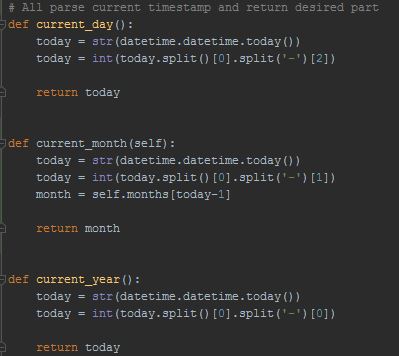 # All parse current timestamp and return desired part
def current_day():
    today = str(datetime.datetime.today())
    today = int(today.split()[0].split('-')[2])
    return today
def current_month(self):
    today = str(datetime.datetime.today())
    today = int(today.split()[0].split('-')[1])
    month = self.months[today-1]
    return month
def current_year():
    today = str(datetime.datetime.today())
    today = int(today.split()[0].split('-')[0])
    return today